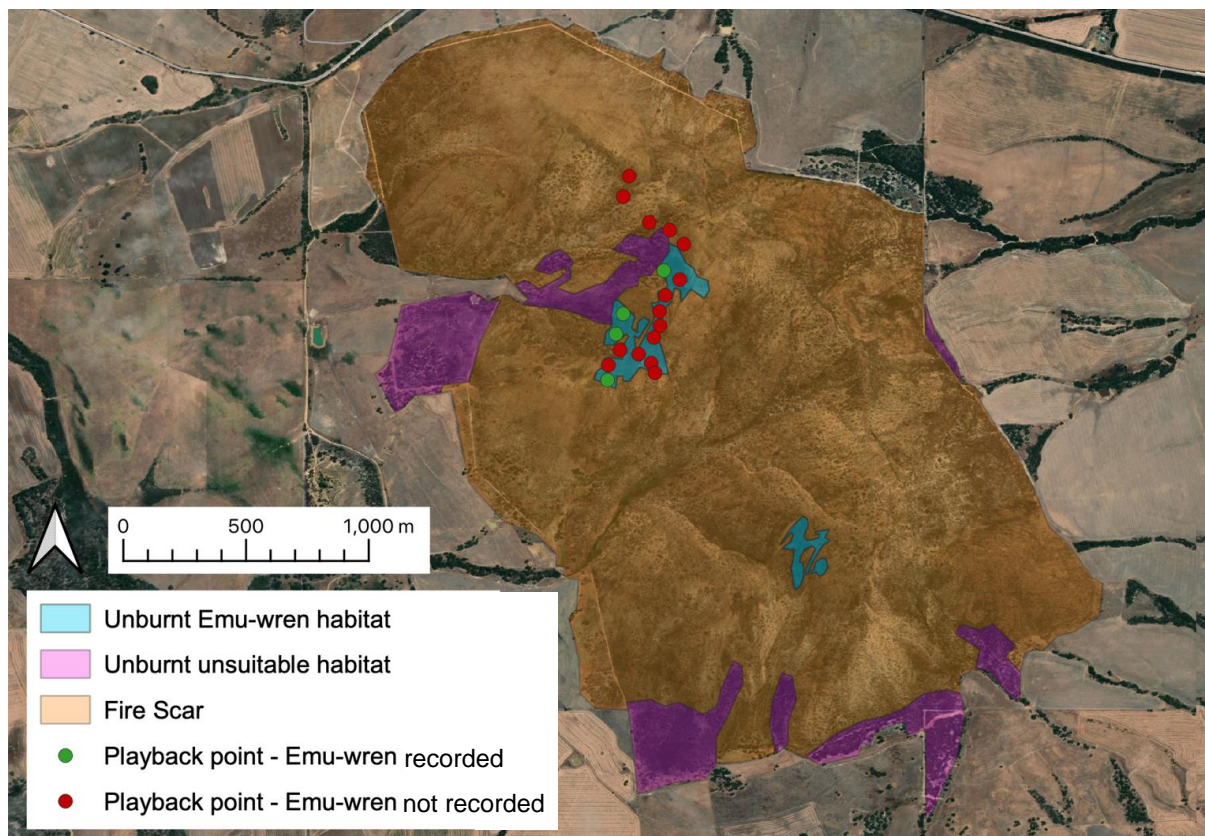 0 500 1,000 m
Unburnt Emu-wren habitat
Unburnt unsuitable habitat
Fire Scar
Playback point - Emu-wren recorded
Playback point - Emu-wren not recorded